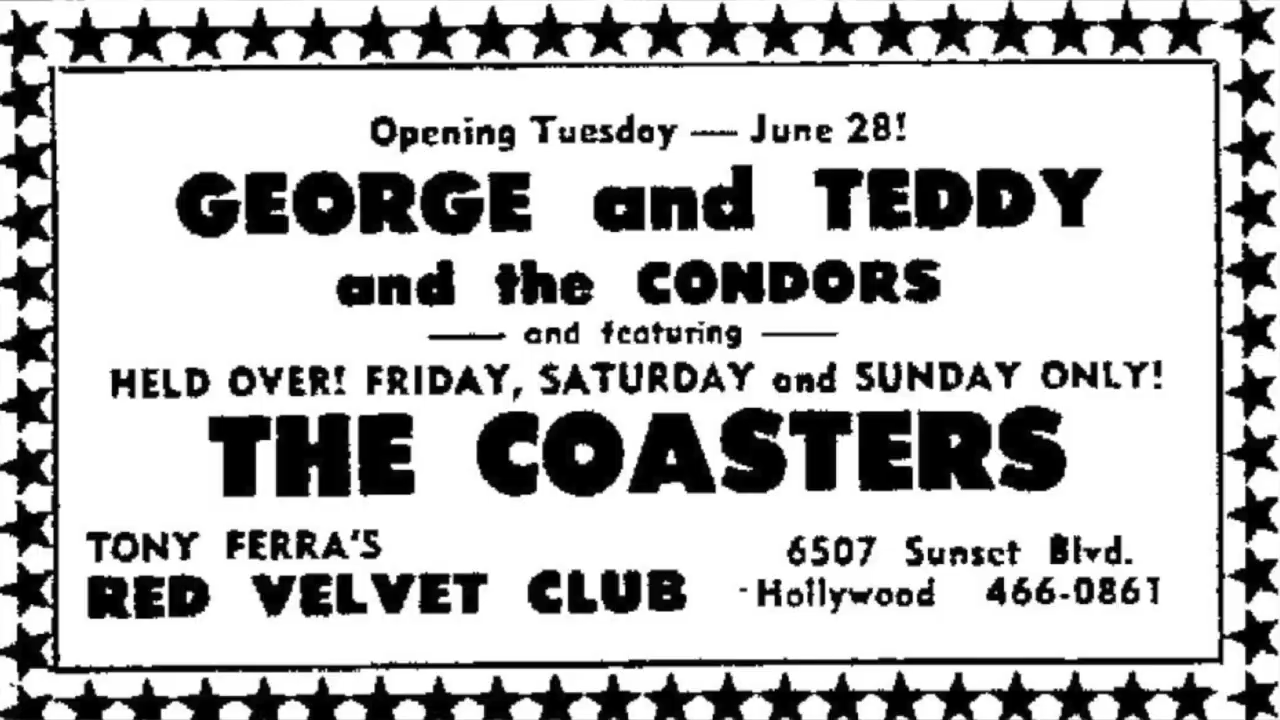 Opening Tuesday — June 28!
GEORGE and TEDDY
and the CONDORS
— and featuring —
HELD OVER! FRIDAY, SATURDAY and SUNDAY ONLY!
THE COASTERS
TONY FERRA'S
RED VELVET CLUB
6507 Sunset Blvd.
Hollywood 466-0861